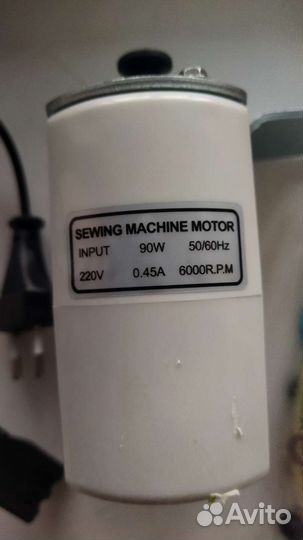 SEWING MACHINE MOTOR
INPUT 90W 50/60Hz
220V 0.45A 6000R.P.M
Avito